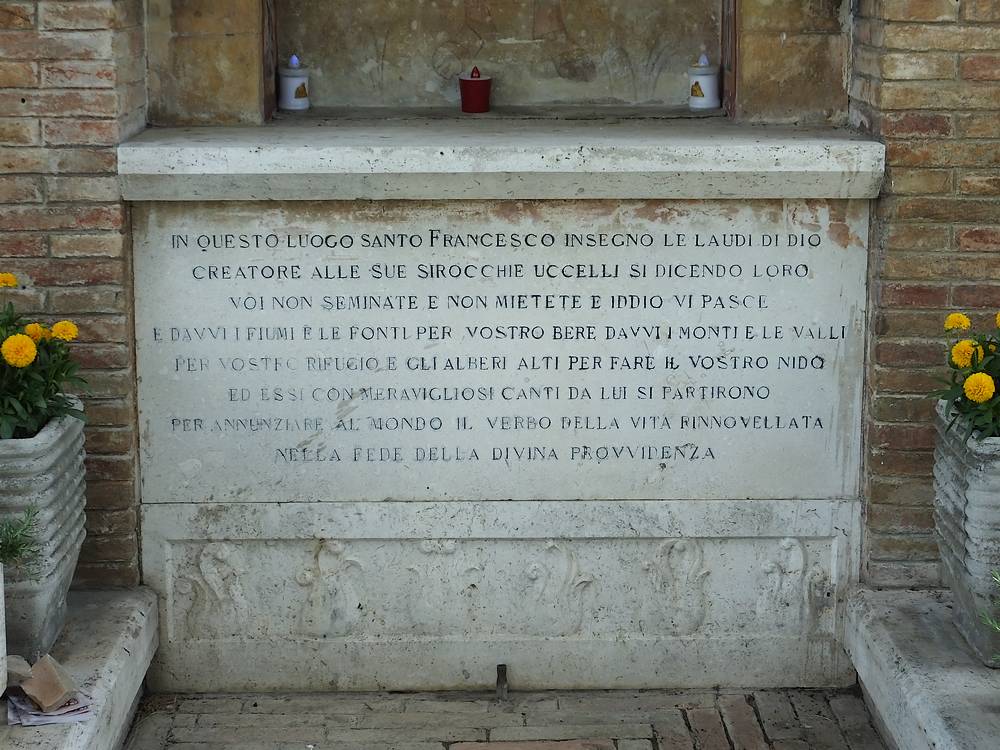 IN QUESTO LUOGO SANTO FRANCESCO INSEGNO LE LAUDI DI DIO
CREATORE ALLE SUE SIROCCHIE UCCELLI SI DICENDO LORO
VOI NON SEMINATE E NON MIETETE E IDDIO VI PASCE
E DAVVI I FIUMI E LE FONTI PER VOSTRO BERE DAVVI I MONTI E LE VALLI
PER VOSTRO RIFUGIO E GLI ALBERI ALTI PER FARE IL VOSTRO NIDO
ED ESSI CON MERAVIGLIOSI CANTI DA LUI SI PARTIRONO
PER ANNUNZIARE AL MONDO IL VERBO DELLA VITA RINNOVELLATA
NELLA FEDE DELLA DIVINA PROVVIDENZA